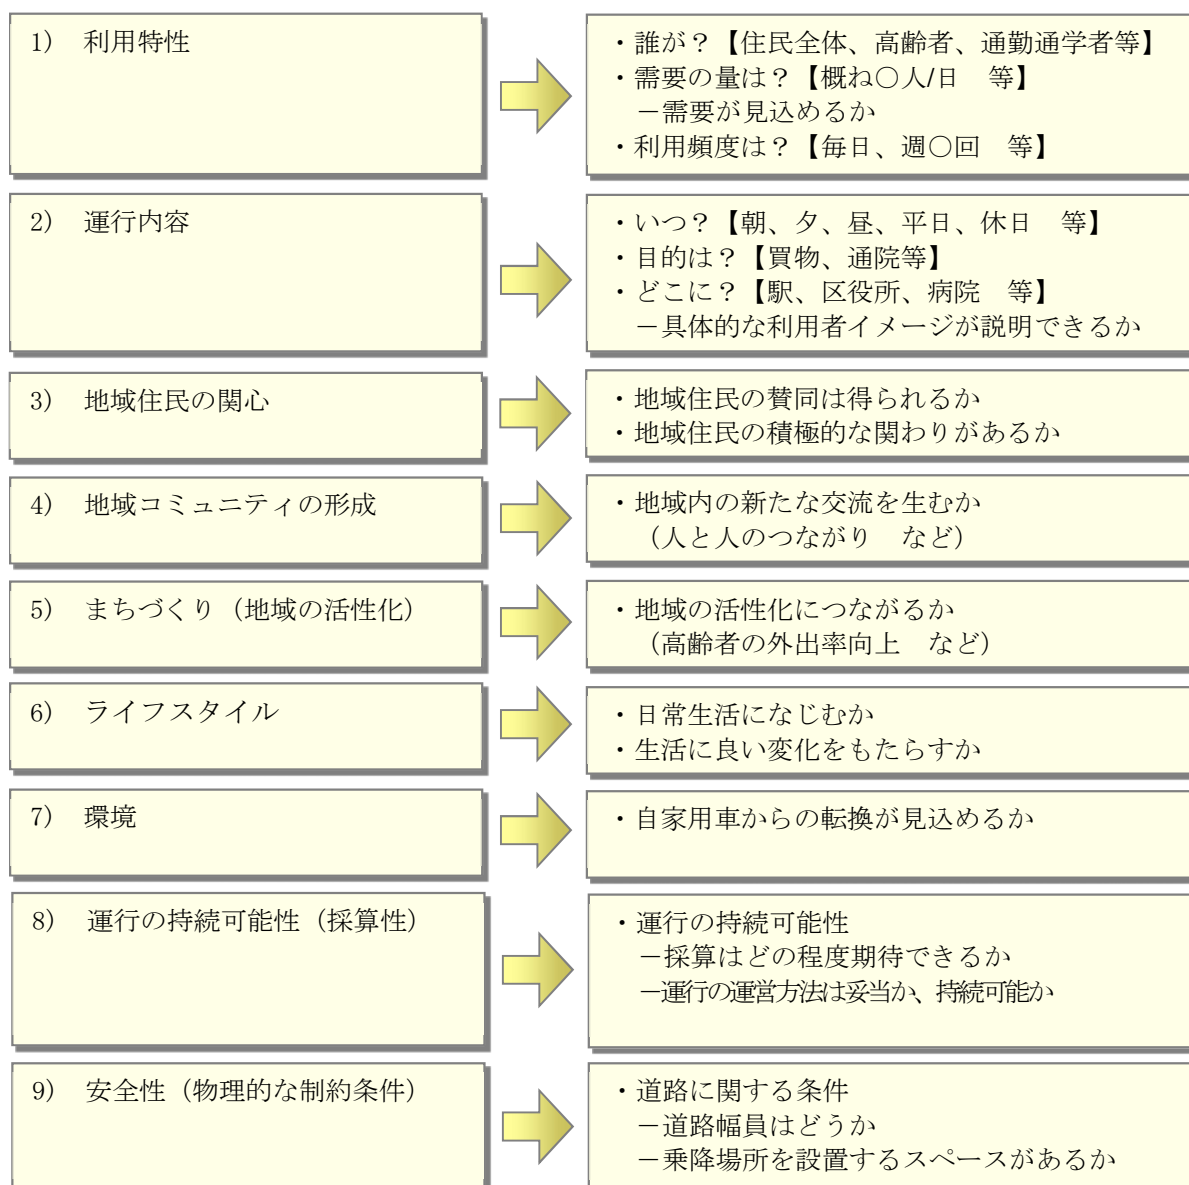 1) 利用特性
・誰が？【住民全体、高齢者、通勤通学者等】
・需要の量は？【概ね○人/日　等】
－需要が見込めるか
・利用頻度は？【毎日、週○回　等】
2) 運行内容
・いつ？【朝、夕、昼、平日、休日　等】
・目的は？【買物、通院等】
・どこに？【駅、区役所、病院　等】
－具体的な利用者イメージが説明できるか
3) 地域住民の関心
・地域住民の賛同は得られるか
・地域住民の積極的な関わりがあるか
4) 地域コミュニティの形成
・地域内の新たな交流を生むか
（人と人のつながり　など）
5) まちづくり（地域の活性化）
・地域の活性化につながるか
（高齢者の外出率向上　など）
6) ライフスタイル
・日常生活になじむか
・生活に良い変化をもたらすか
7) 環境
・自家用車からの転換が見込めるか
8) 運行の持続可能性（採算性）
・運行の持続可能性
－採算はどの程度期待できるか
－運行の運営方法は妥当か、持続可能か
9) 安全性（物理的な制約条件）
・道路に関する条件
－道路幅員はどうか
－乗降場所を設置するスペースがあるか